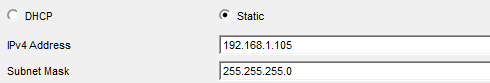 DHCP Static
IPv4 Address 192.168.1.105
Subnet Mask 255.255.255.0